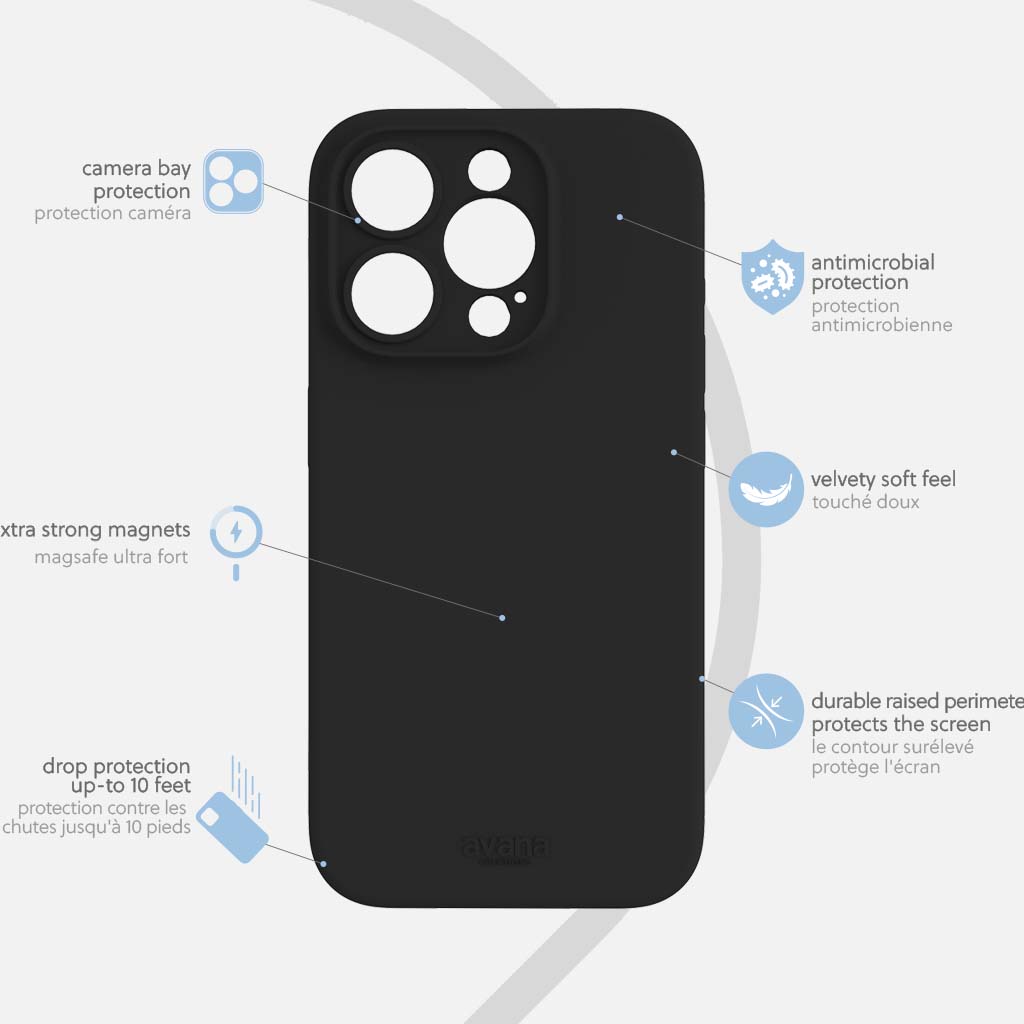 camera bay
protection
protection caméra
antimicrobial
protection
protection
antimicrobienne
velvety soft feel
touché doux
xtra strong magnets
magsafe ultra fort
durable raised perimete
protects the screen
le contour surélevé
protège l'écran
drop protection
up-to 10 feet
protection contre les
chutes jusqu'à 10 pieds
avana